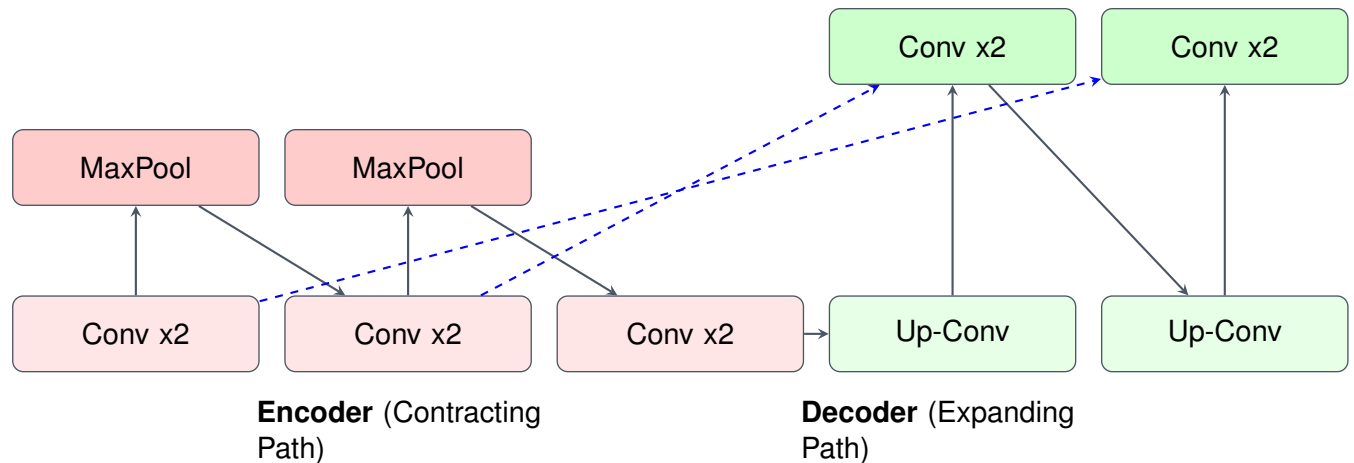 Conv x2
Conv x2
MaxPool
MaxPool
Conv x2
Conv x2
Conv x2
Up-Conv
Up-Conv
Encoder (Contracting
Path)
Decoder (Expanding
Path)